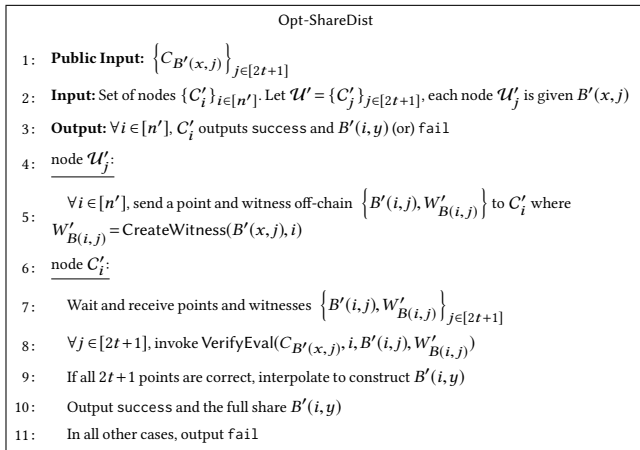 Opt-ShareDist
1: Public Input: {C_{B′(x,j)}}_{j∈[2t+1]}
2: Input: Set of nodes {C′_i}_{i∈[n′]}. Let 𝒰′ = {C′_j}_{j∈[2t+1]}, each node 𝒰′_j is given B′(x,j)
3: Output: ∀i∈[n′], C′_i outputs success and B′(i,y) (or) fail
4: node 𝒰′_j:
5: ∀i∈[n′], send a point and witness off-chain {B′(i,j), W′_{B(i,j)}} to C′_i where
W′_{B(i,j)} = CreateWitness(B′(x,j),i)
6: node C′_i:
7: Wait and receive points and witnesses {B′(i,j), W′_{B(i,j)}}_{j∈[2t+1]}
8: ∀j∈[2t+1], invoke VerifyEval(C_{B′(x,j)}, i, B′(i,j), W′_{B(i,j)})
9: If all 2t+1 points are correct, interpolate to construct B′(i,y)
10: Output success and the full share B′(i,y)
11: In all other cases, output fail